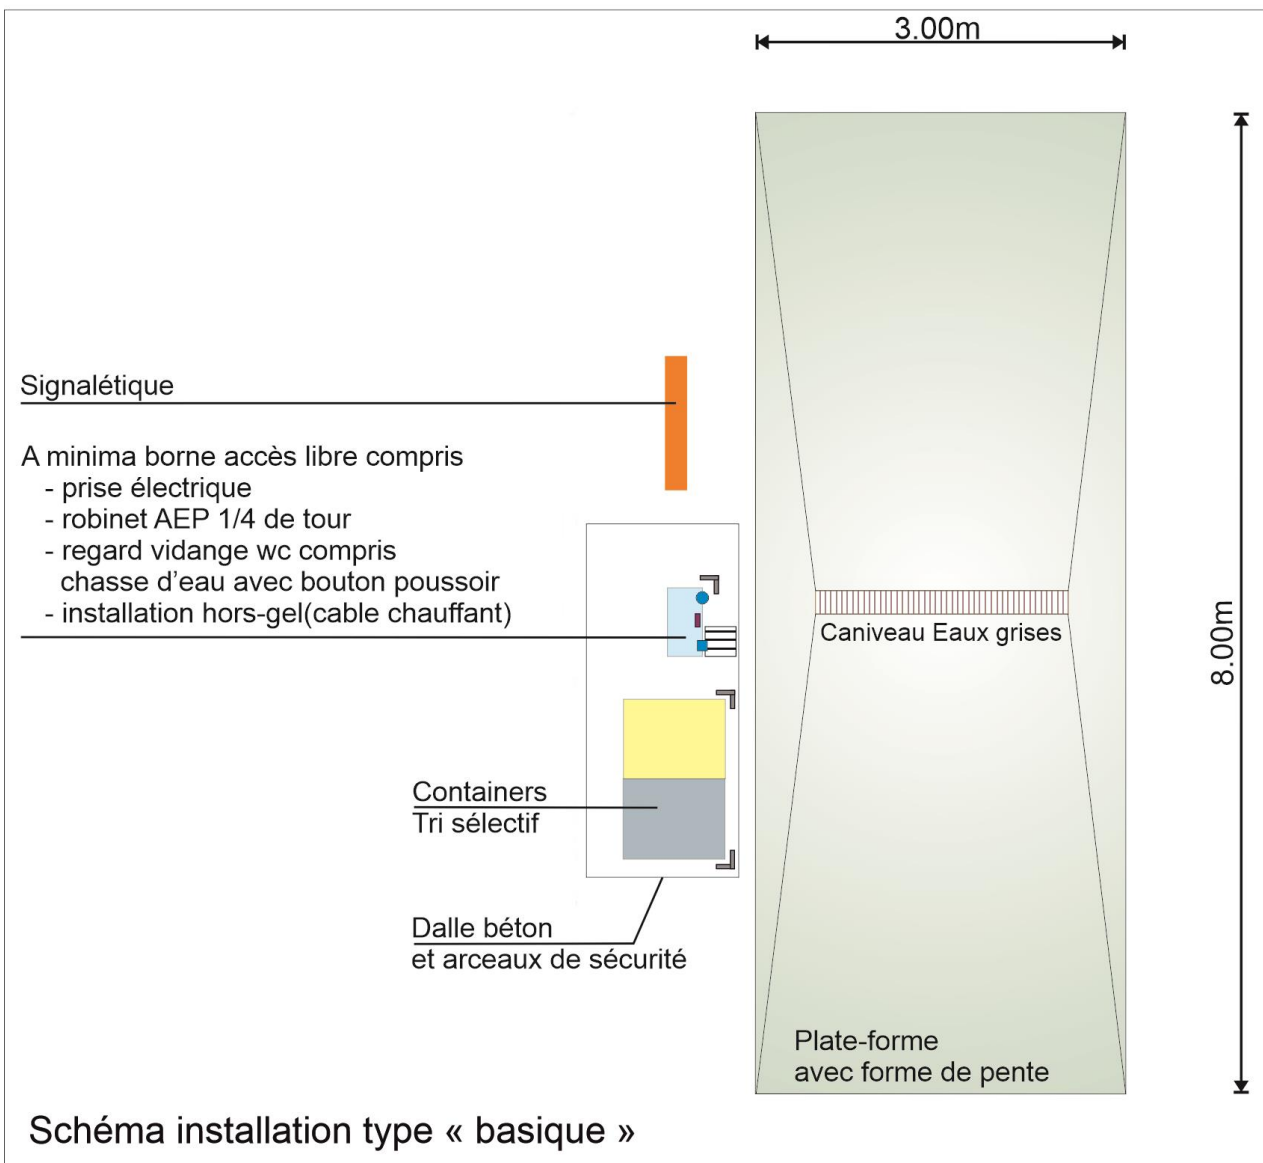 3.00m
Signalétique
A minima borne accès libre compris
- prise électrique
- robinet AEP 1/4 de tour
- regard vidange wc compris
chasse d'eau avec bouton poussoir
- installation hors-gel(cable chauffant)
Caniveau Eaux grises
8.00m
Containers
Tri sélectif
Dalle béton
et arceaux de sécurité
Plate-forme
avec forme de pente
Schéma installation type « basique »